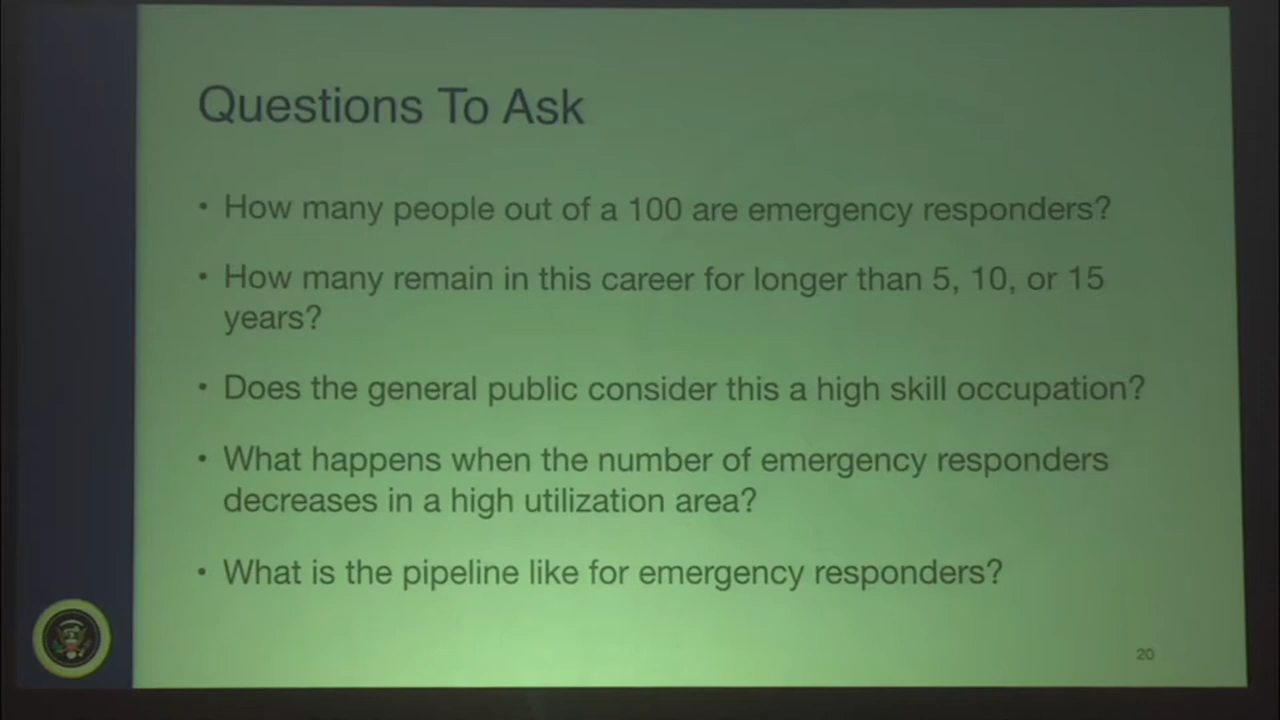 Questions To Ask
• How many people out of a 100 are emergency responders?
• How many remain in this career for longer than 5, 10, or 15
years?
• Does the general public consider this a high skill occupation?
• What happens when the number of emergency responders
decreases in a high utilization area?
• What is the pipeline like for emergency responders?
20